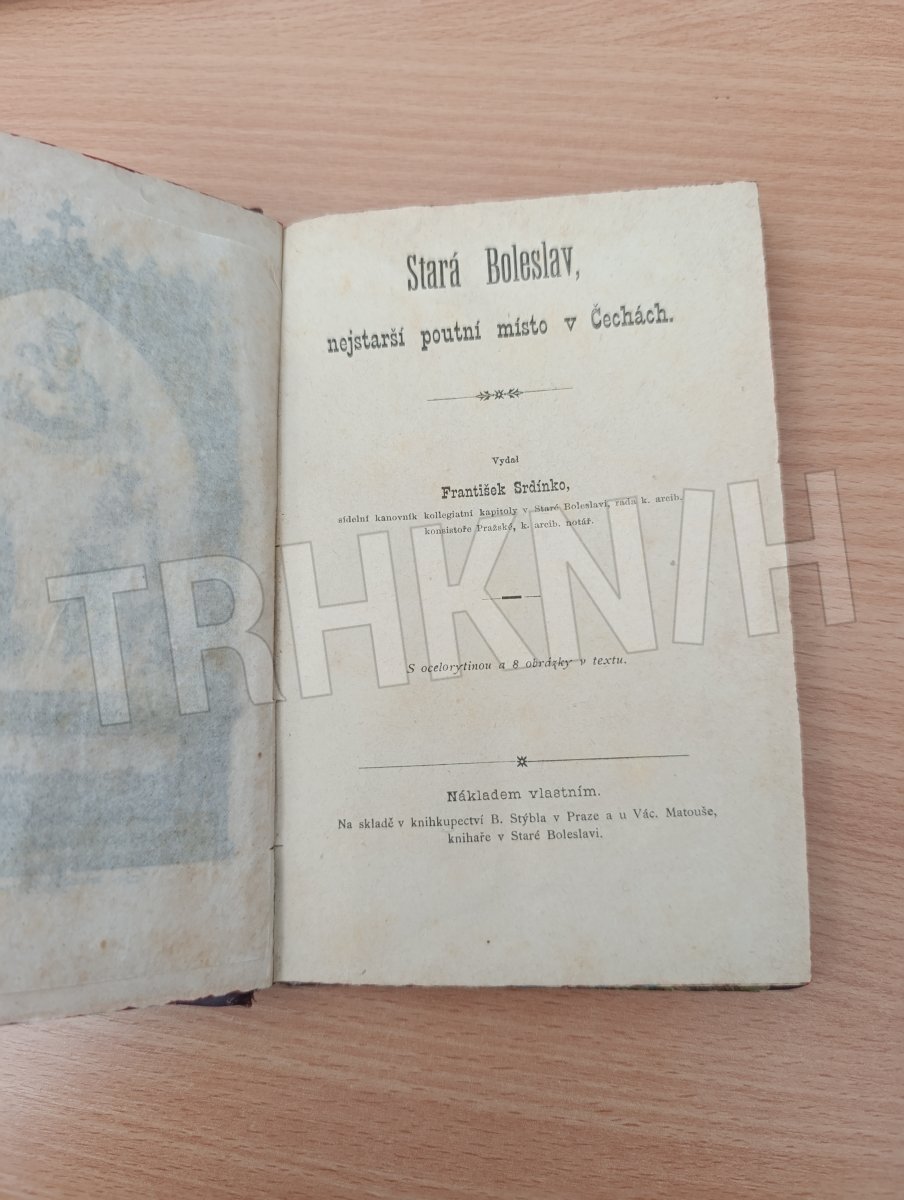 Stará Boleslav,
nejstarší poutní místo v Čechách.
Vydal
František Srdínko,
sídelní kanovník kollegiatní kapitoly v Staré Boleslavi, rada k. arcib.
konsistoře Pražské, k. arcib. notář.
TRHKNIH
S ocelorytinou a 8 obrázky v textu.
Nákladem vlastním.
Na skladě v knihkupectví B. Stýbla v Praze a u Vác. Matouše,
knihaře v Staré Boleslavi.